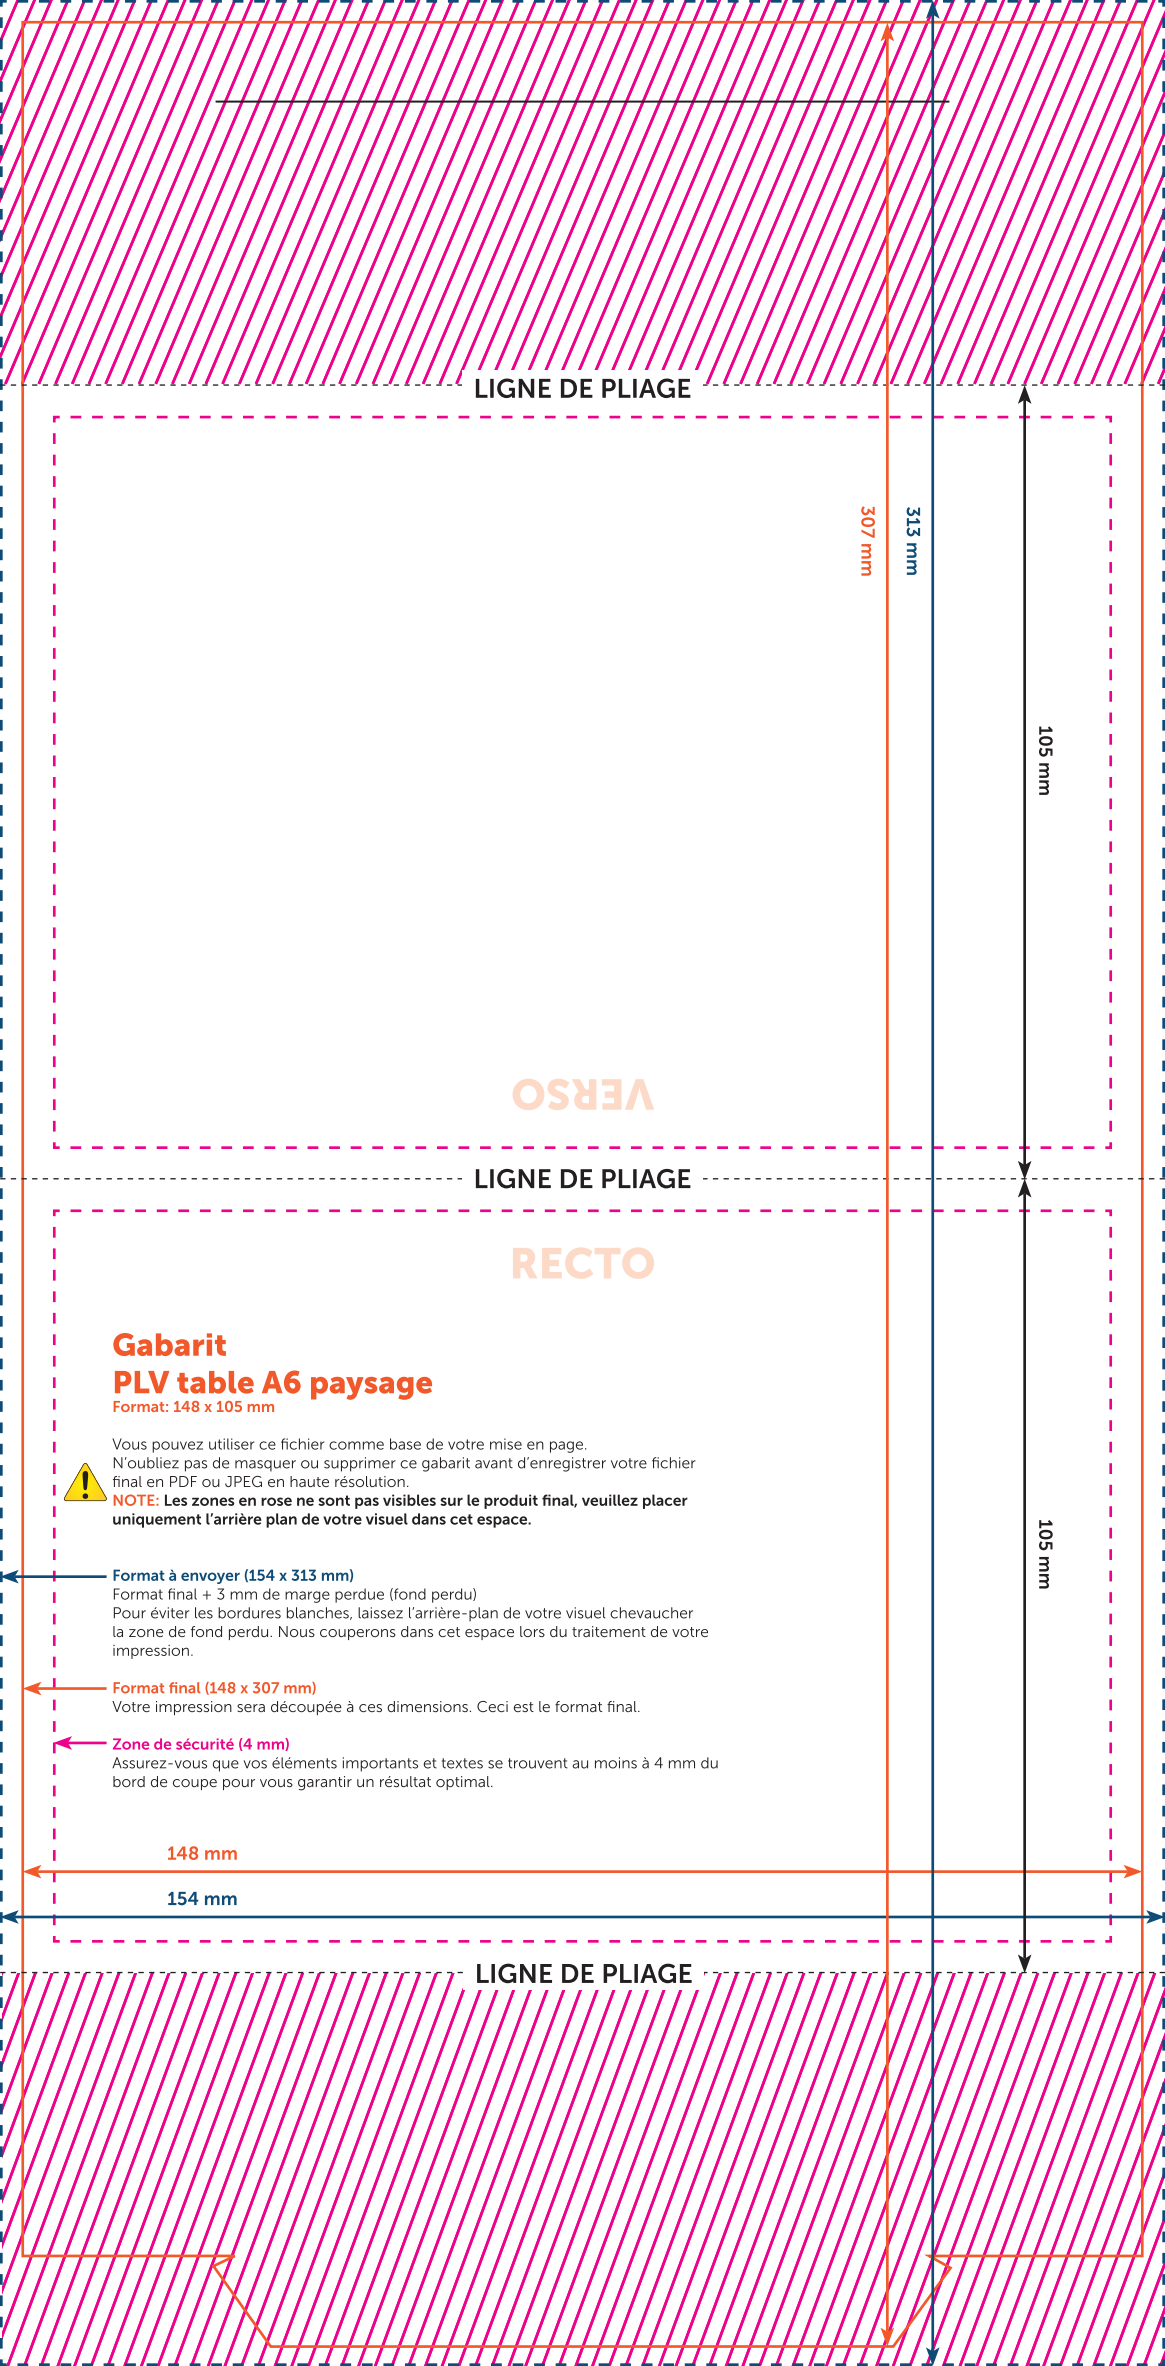 LIGNE DE PLIAGE
307 mm
313 mm
105 mm
VERSO
LIGNE DE PLIAGE
RECTO
Gabarit
PLV table A6 paysage
Format: 148 x 105 mm
Vous pouvez utiliser ce fichier comme base de votre mise en page.
N’oubliez pas de masquer ou supprimer ce gabarit avant d’enregistrer votre fichier
final en PDF ou JPEG en haute résolution.
NOTE: Les zones en rose ne sont pas visibles sur le produit final, veuillez placer
uniquement l’arrière plan de votre visuel dans cet espace.
105 mm
Format à envoyer (154 x 313 mm)
Format final + 3 mm de marge perdue (fond perdu)
Pour éviter les bordures blanches, laissez l’arrière-plan de votre visuel chevaucher
la zone de fond perdu. Nous couperons dans cet espace lors du traitement de votre
impression.
Format final (148 x 307 mm)
Votre impression sera découpée à ces dimensions. Ceci est le format final.
Zone de sécurité (4 mm)
Assurez-vous que vos éléments importants et textes se trouvent au moins à 4 mm du
bord de coupe pour vous garantir un résultat optimal.
148 mm
154 mm
LIGNE DE PLIAGE